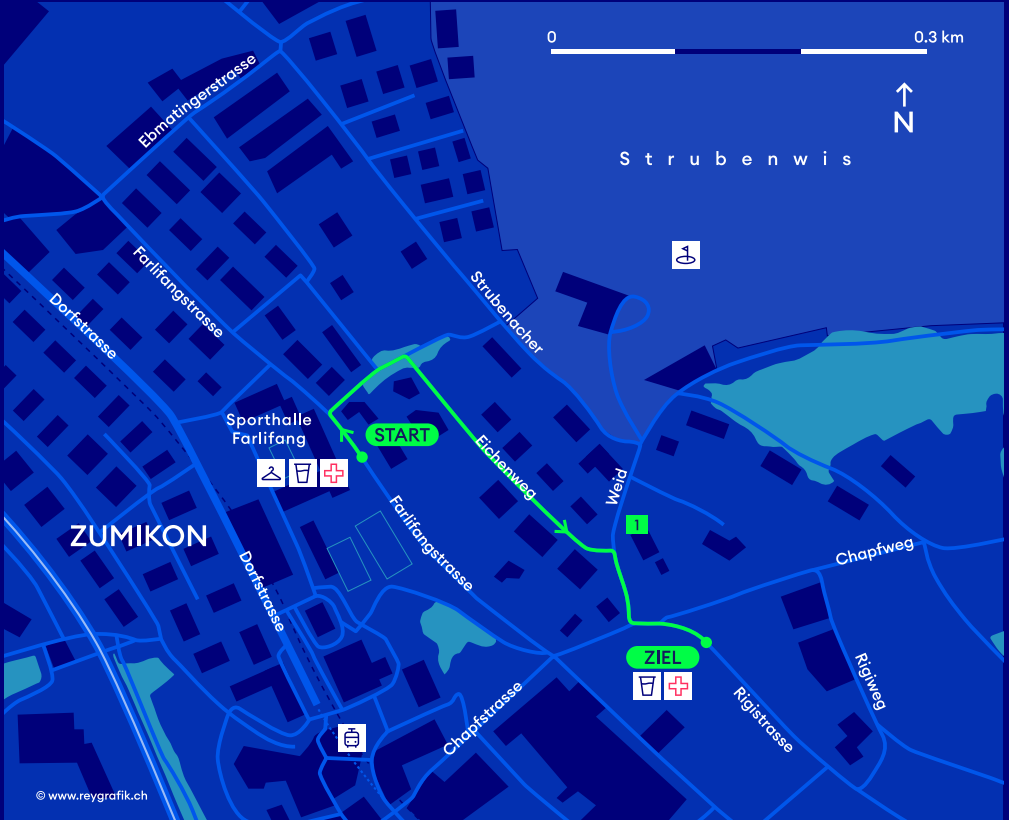 0 0.3 km
Ebmatingerstrasse
N
Strubenwis
Farlifangstrasse
Dorfstrasse
Strubenacher
Sporthalle
Farlifang
START
Eichenweg
Weid
1
Farlifangstrasse
ZUMIKON
Dorfstrasse
Chapfweg
ZIEL
Rigiweg
Chapfstrasse
Rigistrasse
© www.reygrafik.ch